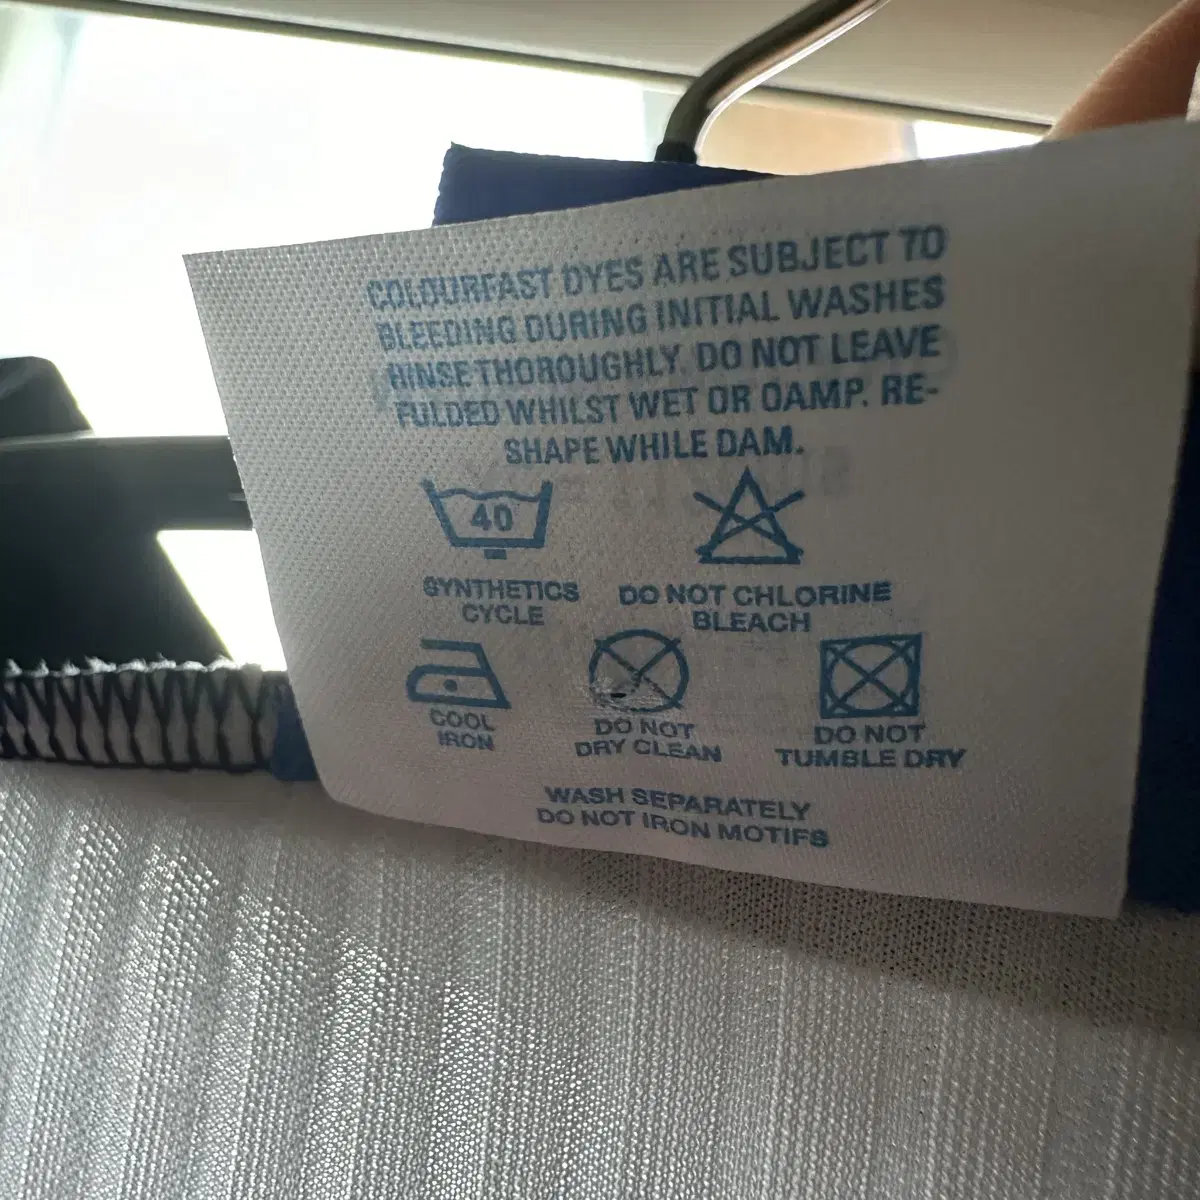 COLOURFAST DYES ARE SUBJECT TO
BLEEDING DURING INITIAL WASHES
RINSE THOROUGHLY. DO NOT LEAVE
FULDED WHILST WET OR OAMP. RE-
SHAPE WHILE DAM.
40
SYNTHETICS
CYCLE
DO NOT CHLORINE
BLEACH
COOL
IRON
DO NOT
DRY CLEAN
DO NOT
TUMBLE DRY
WASH SEPARATELY
DO NOT IRON MOTIFS